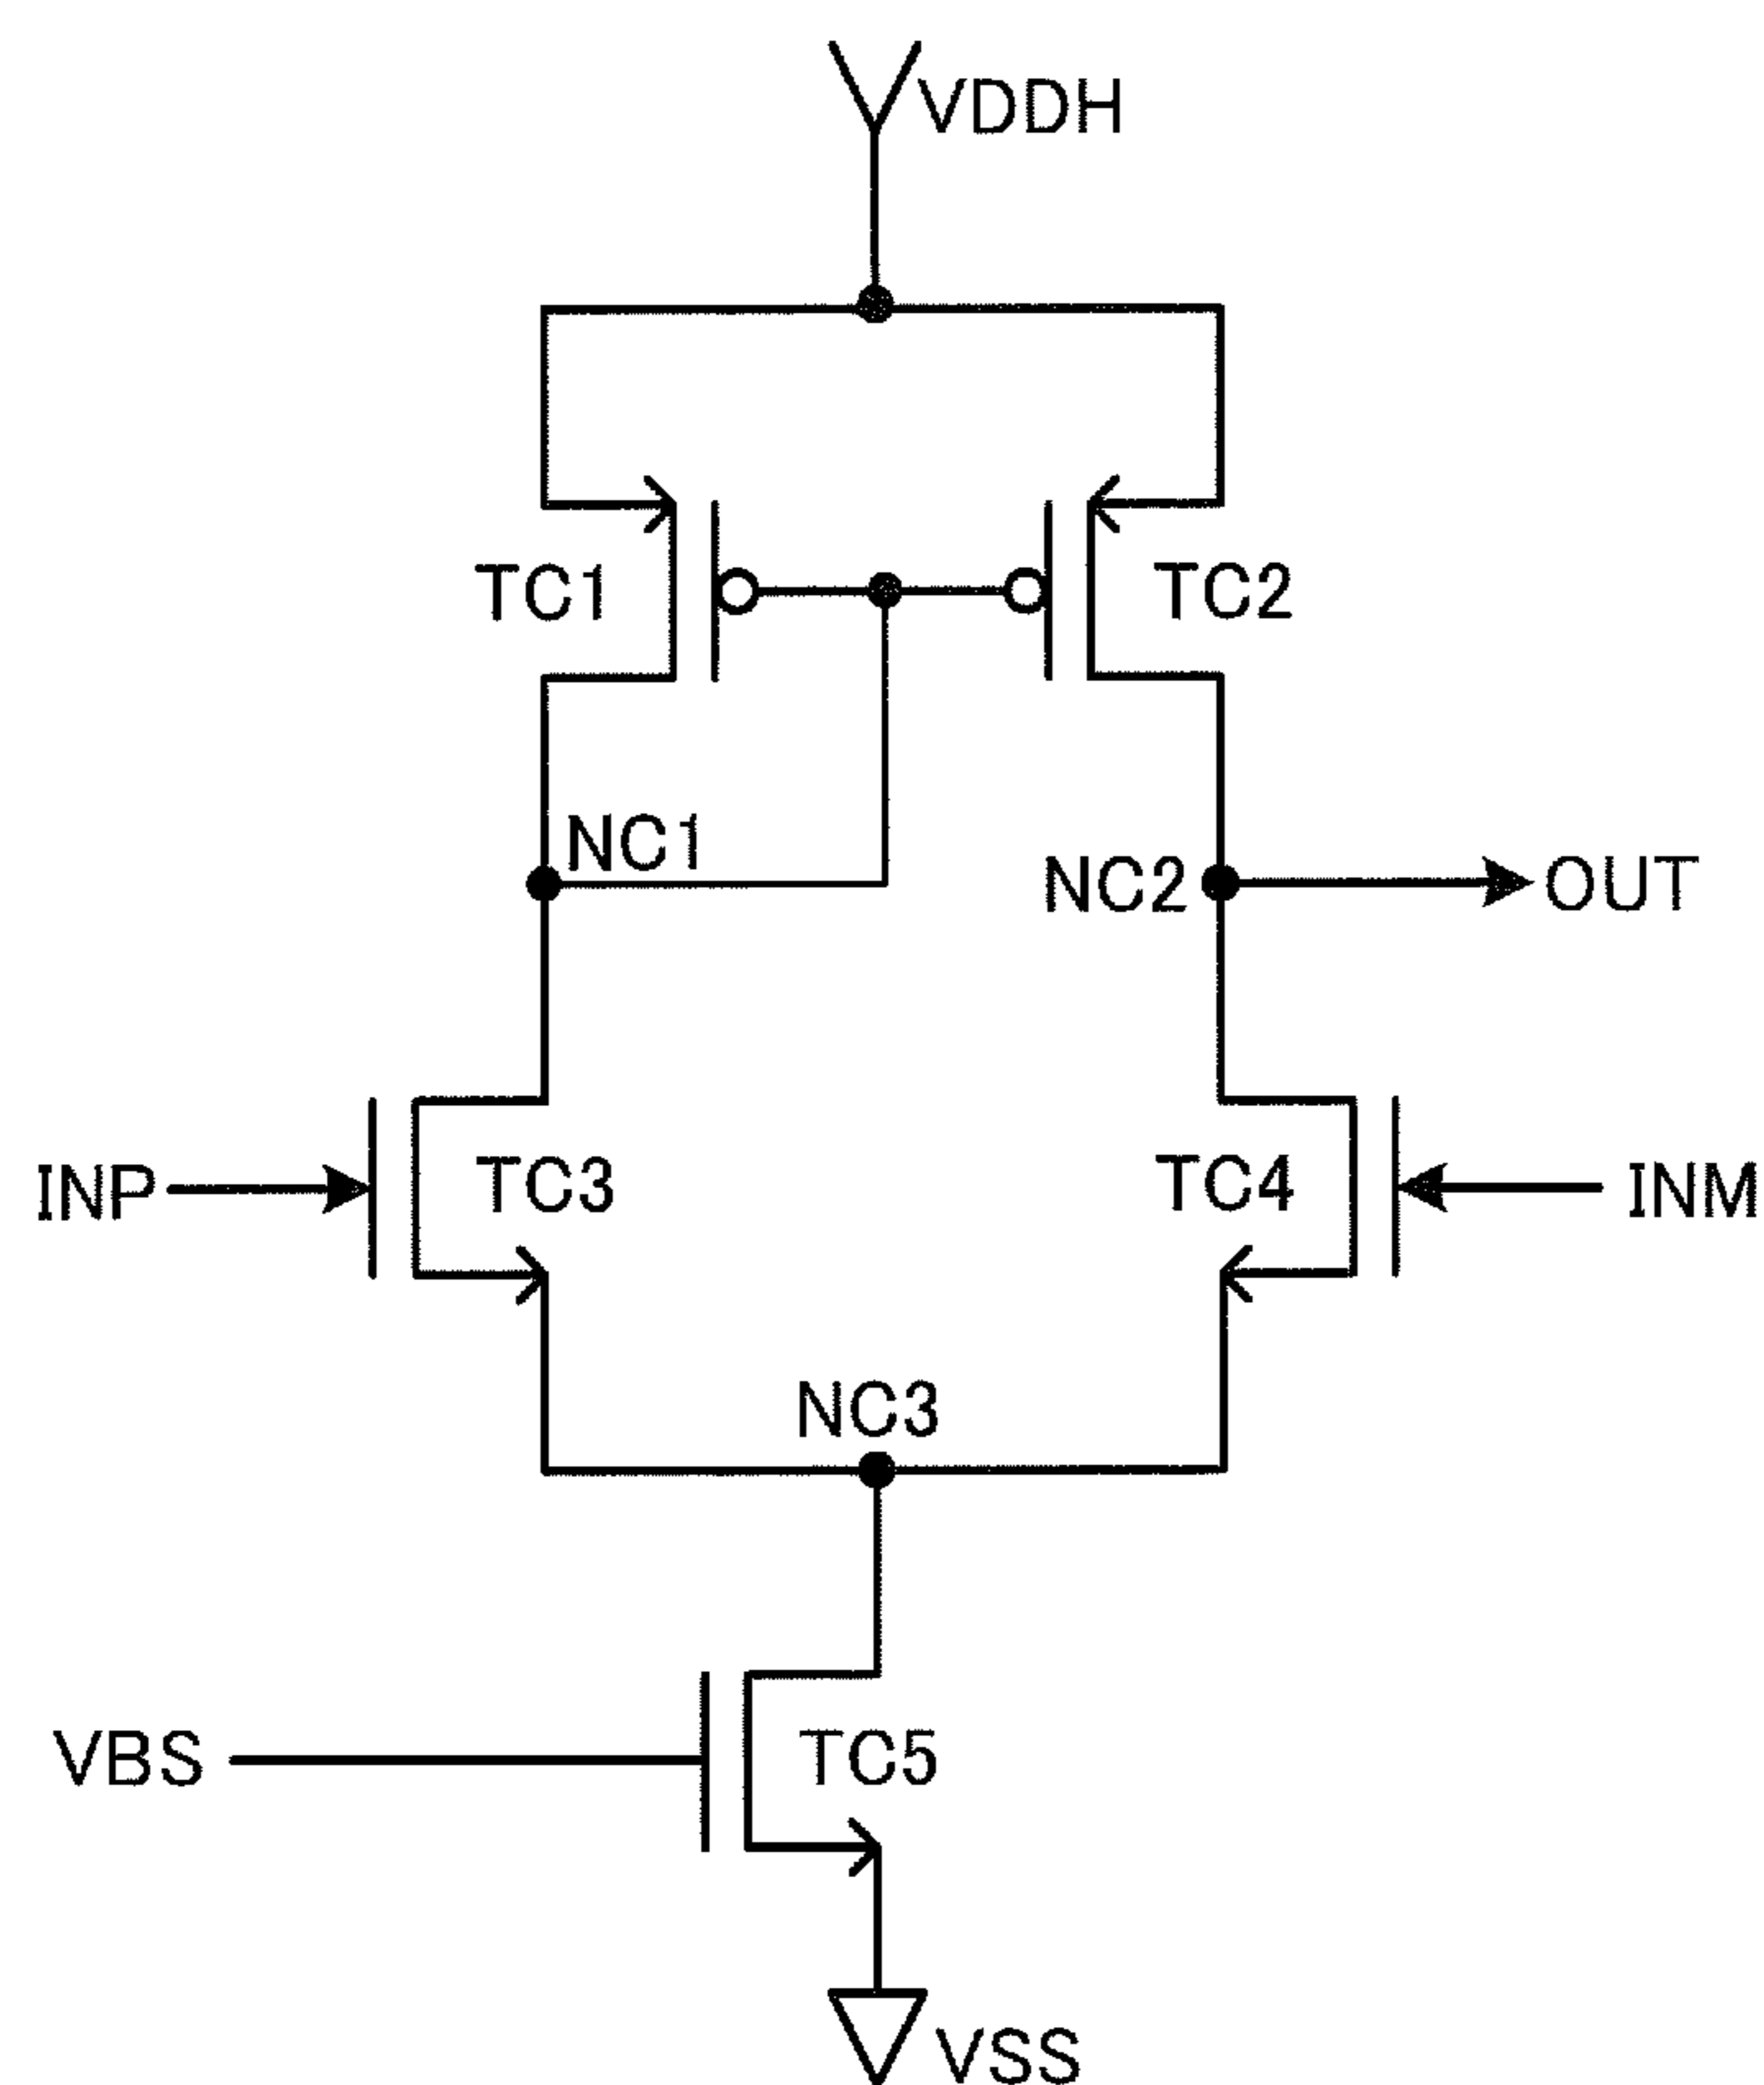 VDDH
TC1
TC2
NC1
NC2
OUT
INP
TC3
TC4
INM
NC3
VBS
TC5
VSS